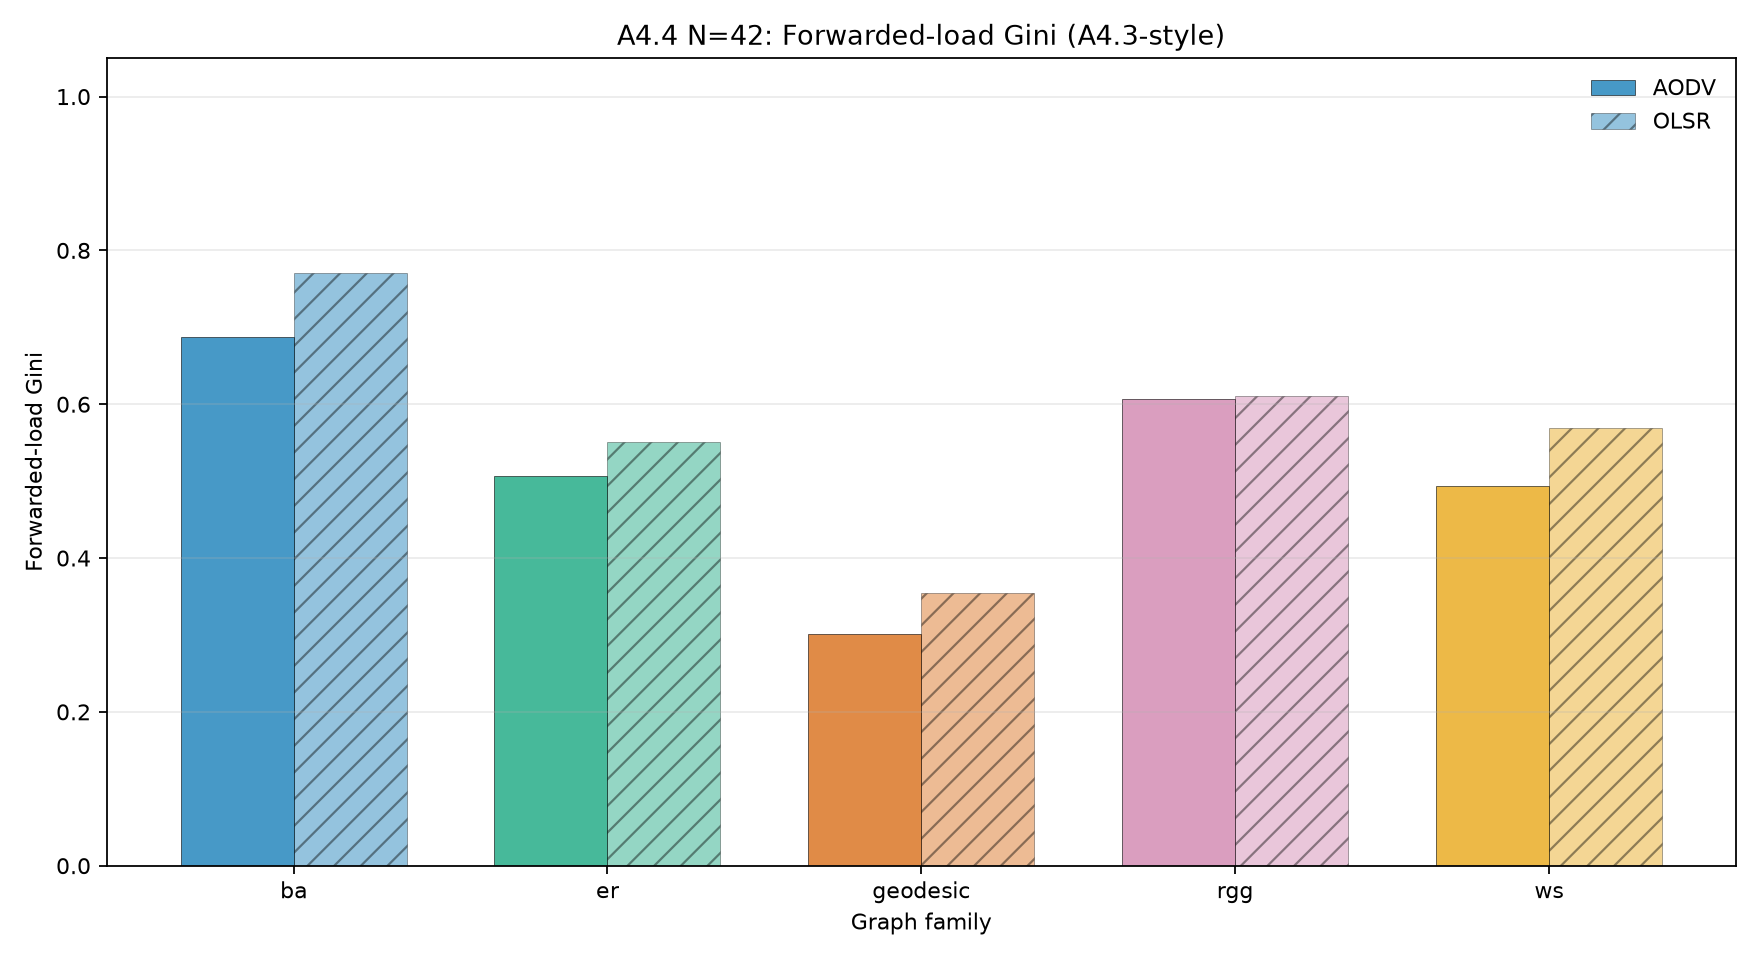 A4.4 N=42: Forwarded-load Gini (A4.3-style)
AODV
OLSR
Forwarded-load Gini
1.0
0.8
0.6
0.4
0.2
0.0
ba
er
geodesic
rgg
ws
Graph family